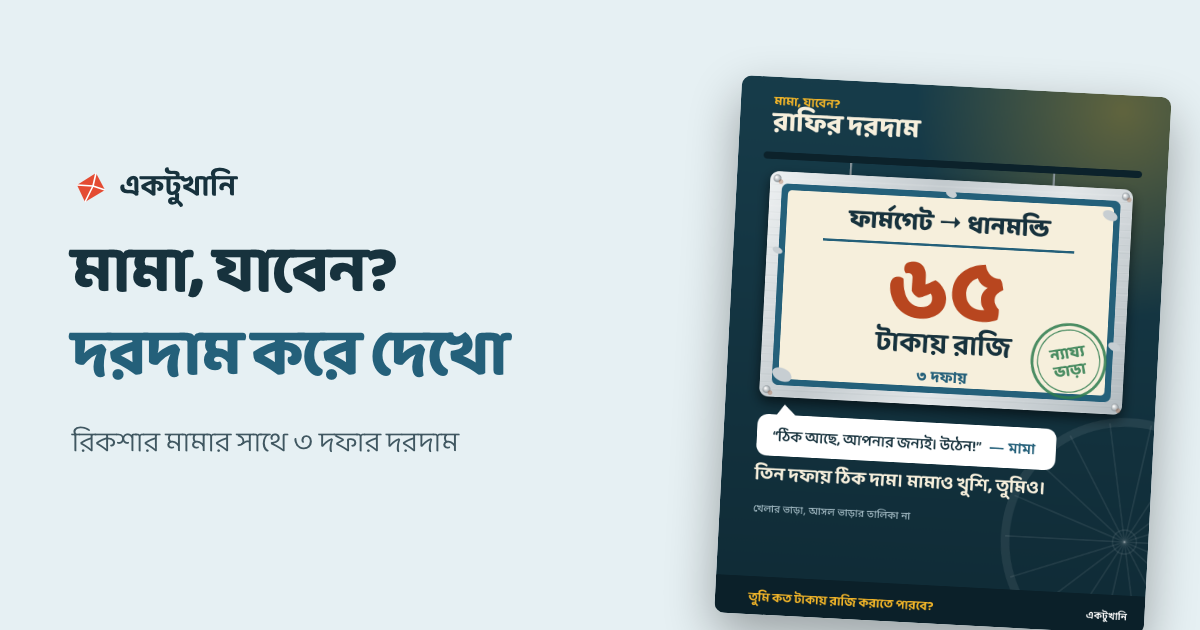 একটুখানি
মামা, যাবেন?
দরদাম করে দেখো
রিকশার মামার সাথে ৩ দফার দরদাম
মামা, যাবেন?
রাফির দরদাম
ফার্মগেট → ধানমন্ডি
৬৫
টাকায় রাজি
৩ দফায়
ন্যায্য
ভাড়া
“ঠিক আছে, আপনার জন্যই। উঠেন!” — মামা
তিন দফায় ঠিক দাম। মামাও খুশি, তুমিও।
খেলার ভাড়া, আসল ভাড়ার তালিকা না
তুমি কত টাকায় রাজি করাতে পারবে?
একটুখানি